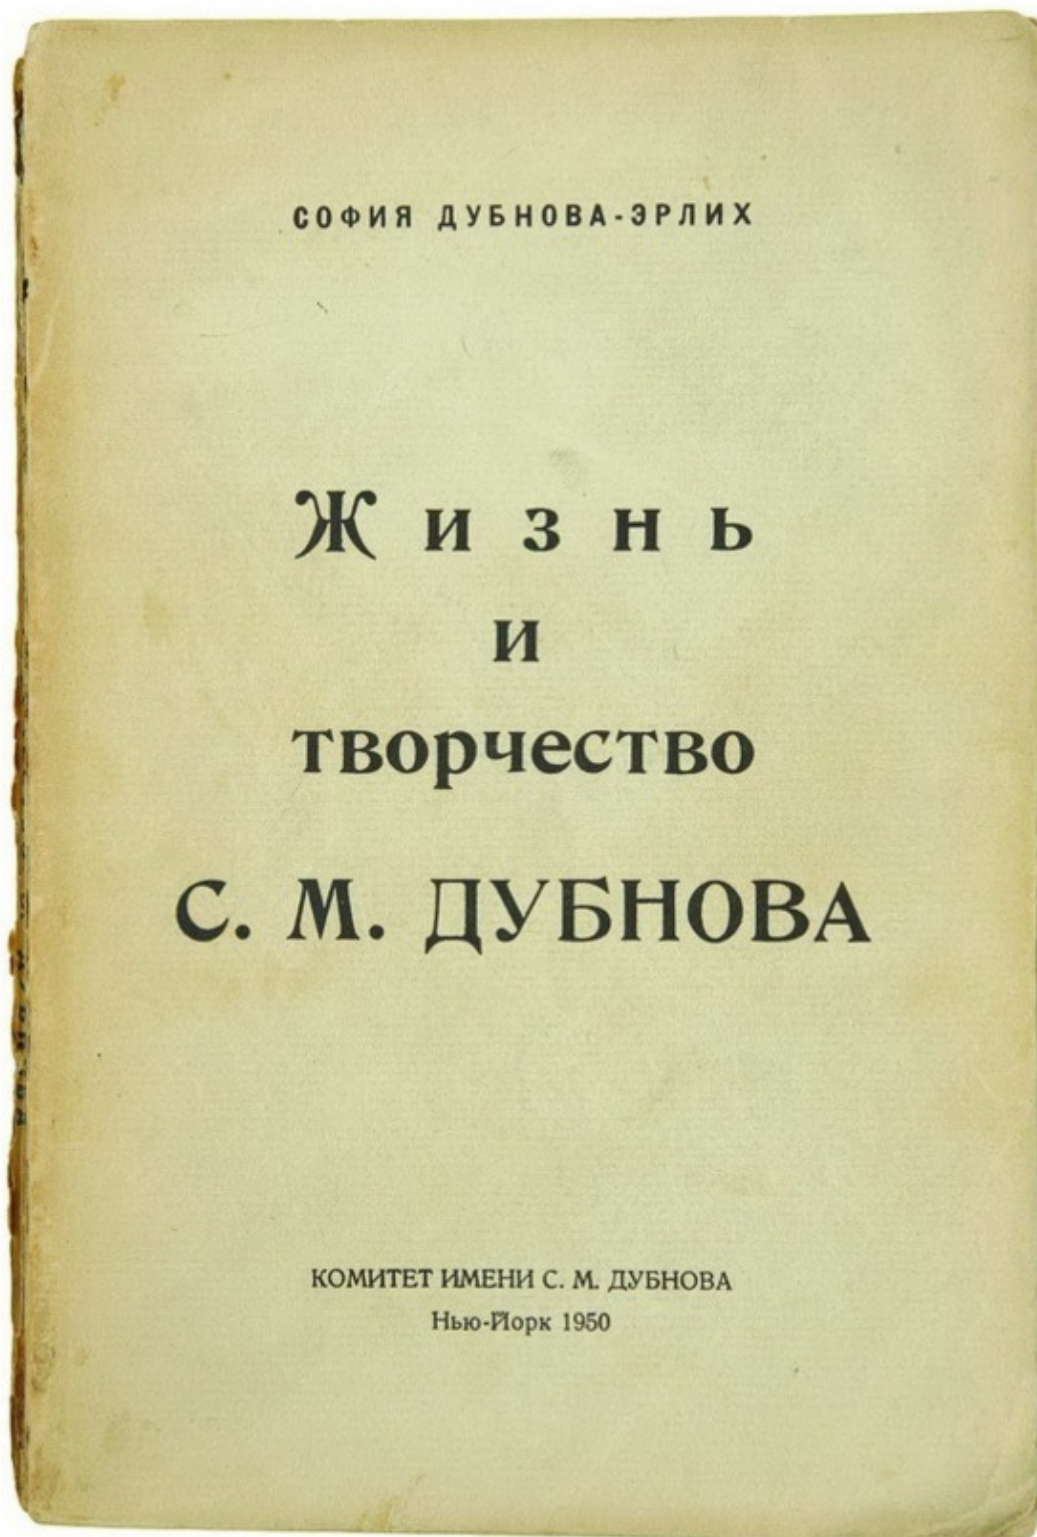 СОФИЯ ДУБНОВА-ЭРЛИХ
Жизнь
и
творчество
С. М. ДУБНОВА
КОМИТЕТ ИМЕНИ С. М. ДУБНОВА
Нью-Йорк 1950